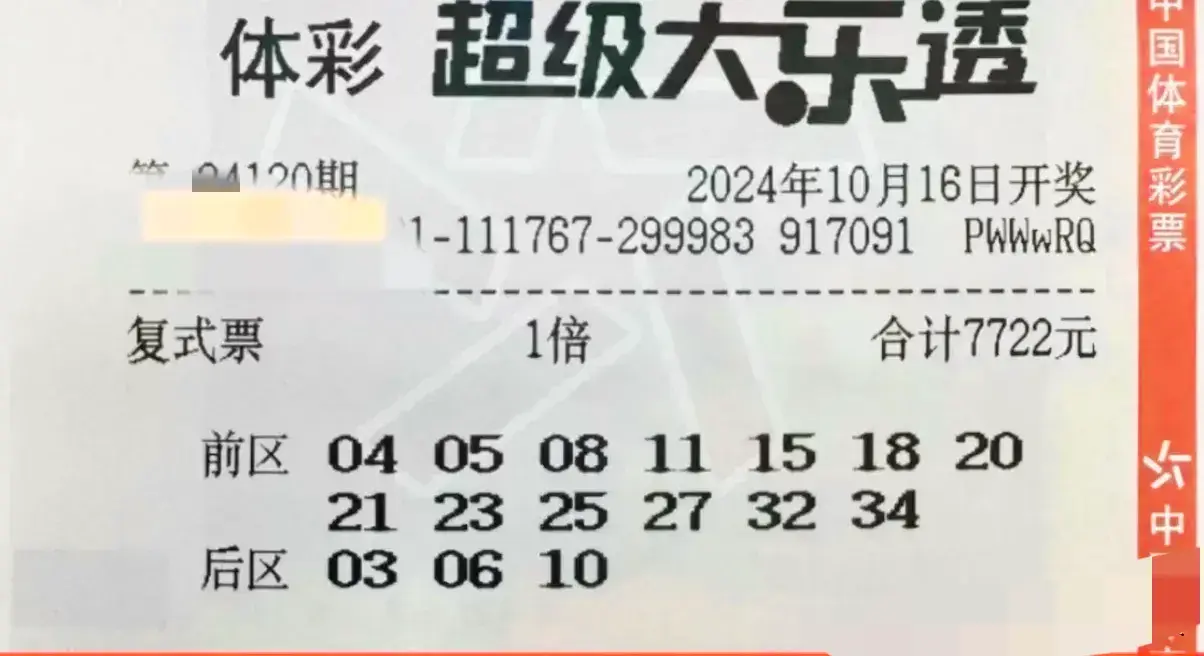 体彩 超级大乐透
第 24120期 2024年10月16日开奖
1-111767-299983 917091 PWWwRQ
复式票 1倍 合计7722元
前区 04 05 08 11 15 18 20
21 23 25 27 32 34
后区 03 06 10
中国体育彩票
中